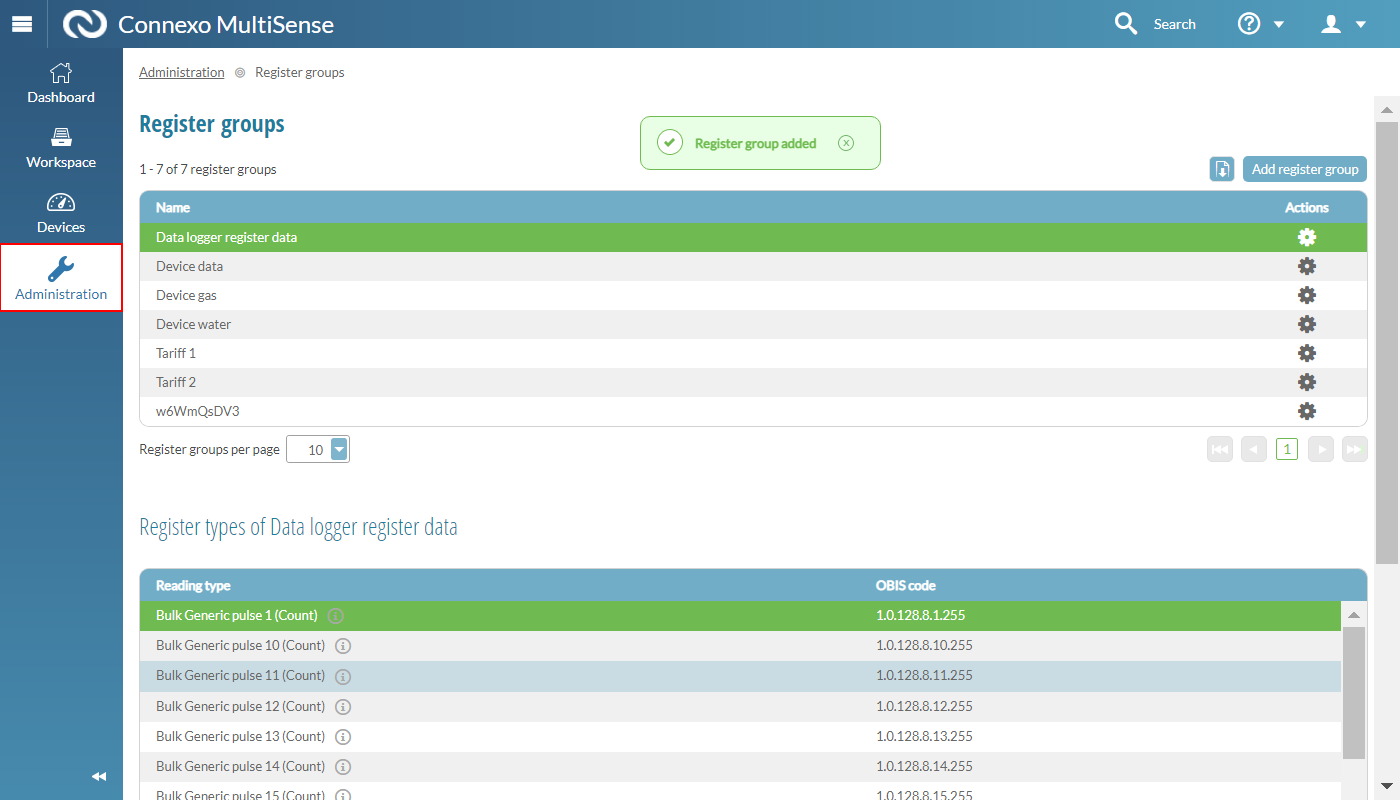 Connexo MultiSense
Search
Dashboard
Workspace
Devices
Administration
Administration Register groups
Register groups
Register group added
1 - 7 of 7 register groups
Add register group
Name Actions
Data logger register data
Device data
Device gas
Device water
Tariff 1
Tariff 2
w6WmQsDV3
Register groups per page 10
1
Register types of Data logger register data
Reading type OBIS code
Bulk Generic pulse 1 (Count) 1.0.128.8.1.255
Bulk Generic pulse 10 (Count) 1.0.128.8.10.255
Bulk Generic pulse 11 (Count) 1.0.128.8.11.255
Bulk Generic pulse 12 (Count) 1.0.128.8.12.255
Bulk Generic pulse 13 (Count) 1.0.128.8.13.255
Bulk Generic pulse 14 (Count) 1.0.128.8.14.255
Bulk Generic pulse 15 (Count) 1.0.128.8.15.255